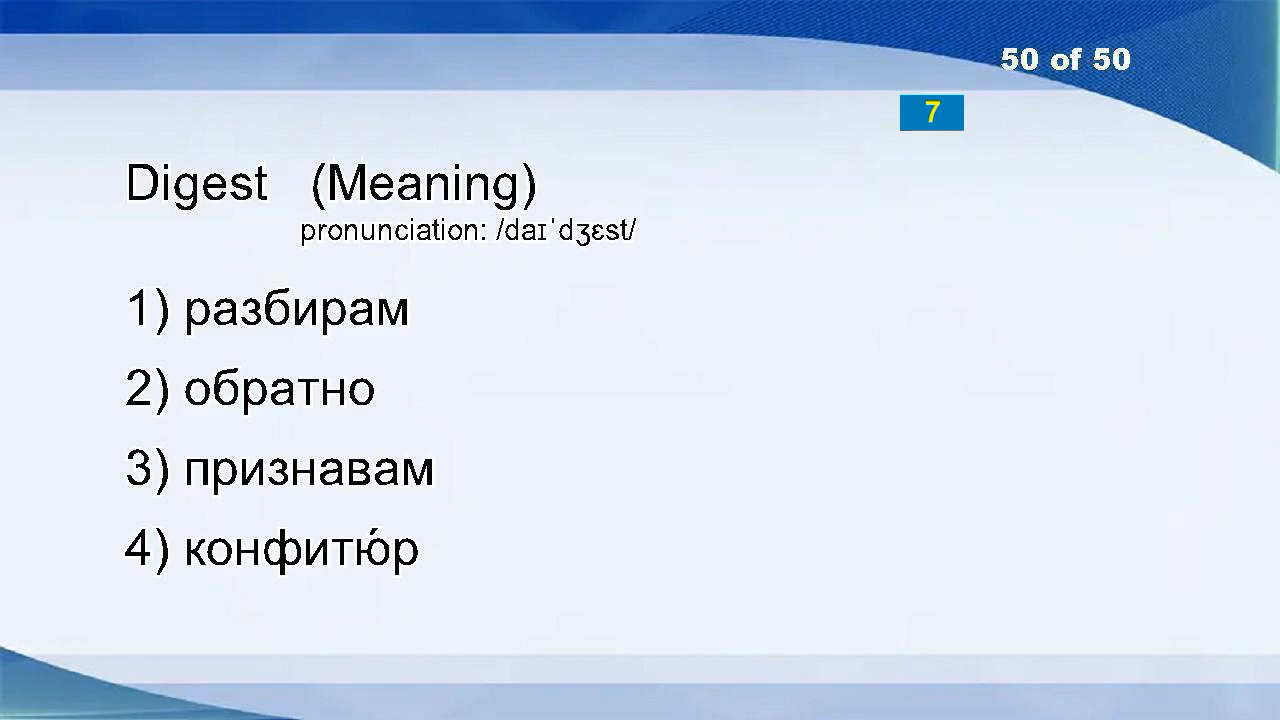 50 of 50
7
Digest (Meaning)
pronunciation: /daɪˈdʒɛst/
1) разбирам
2) обратно
3) признавам
4) конфитю́р